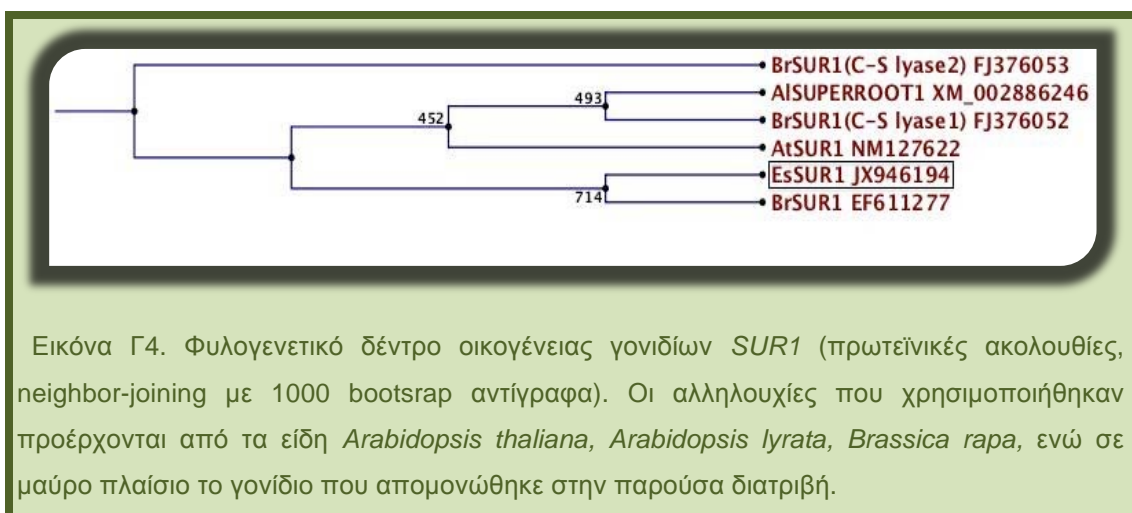 BrSUR1(C-S lyase2) FJ376053
493
AlSUPERROOT1 XM_002886246
452
BrSUR1(C-S lyase1) FJ376052
AtSUR1 NM127622
EsSUR1 JX946194
714
BrSUR1 EF611277
Εικόνα Γ4. Φυλογενετικό δέντρο οικογένειας γονιδίων SUR1 (πρωτεϊνικές ακολουθίες,
neighbor-joining με 1000 bootsrap αντίγραφα). Οι αλληλουχίες που χρησιμοποιήθηκαν
προέρχονται από τα είδη Arabidopsis thaliana, Arabidopsis lyrata, Brassica rapa, ενώ σε
μαύρο πλαίσιο το γονίδιο που απομονώθηκε στην παρούσα διατριβή.